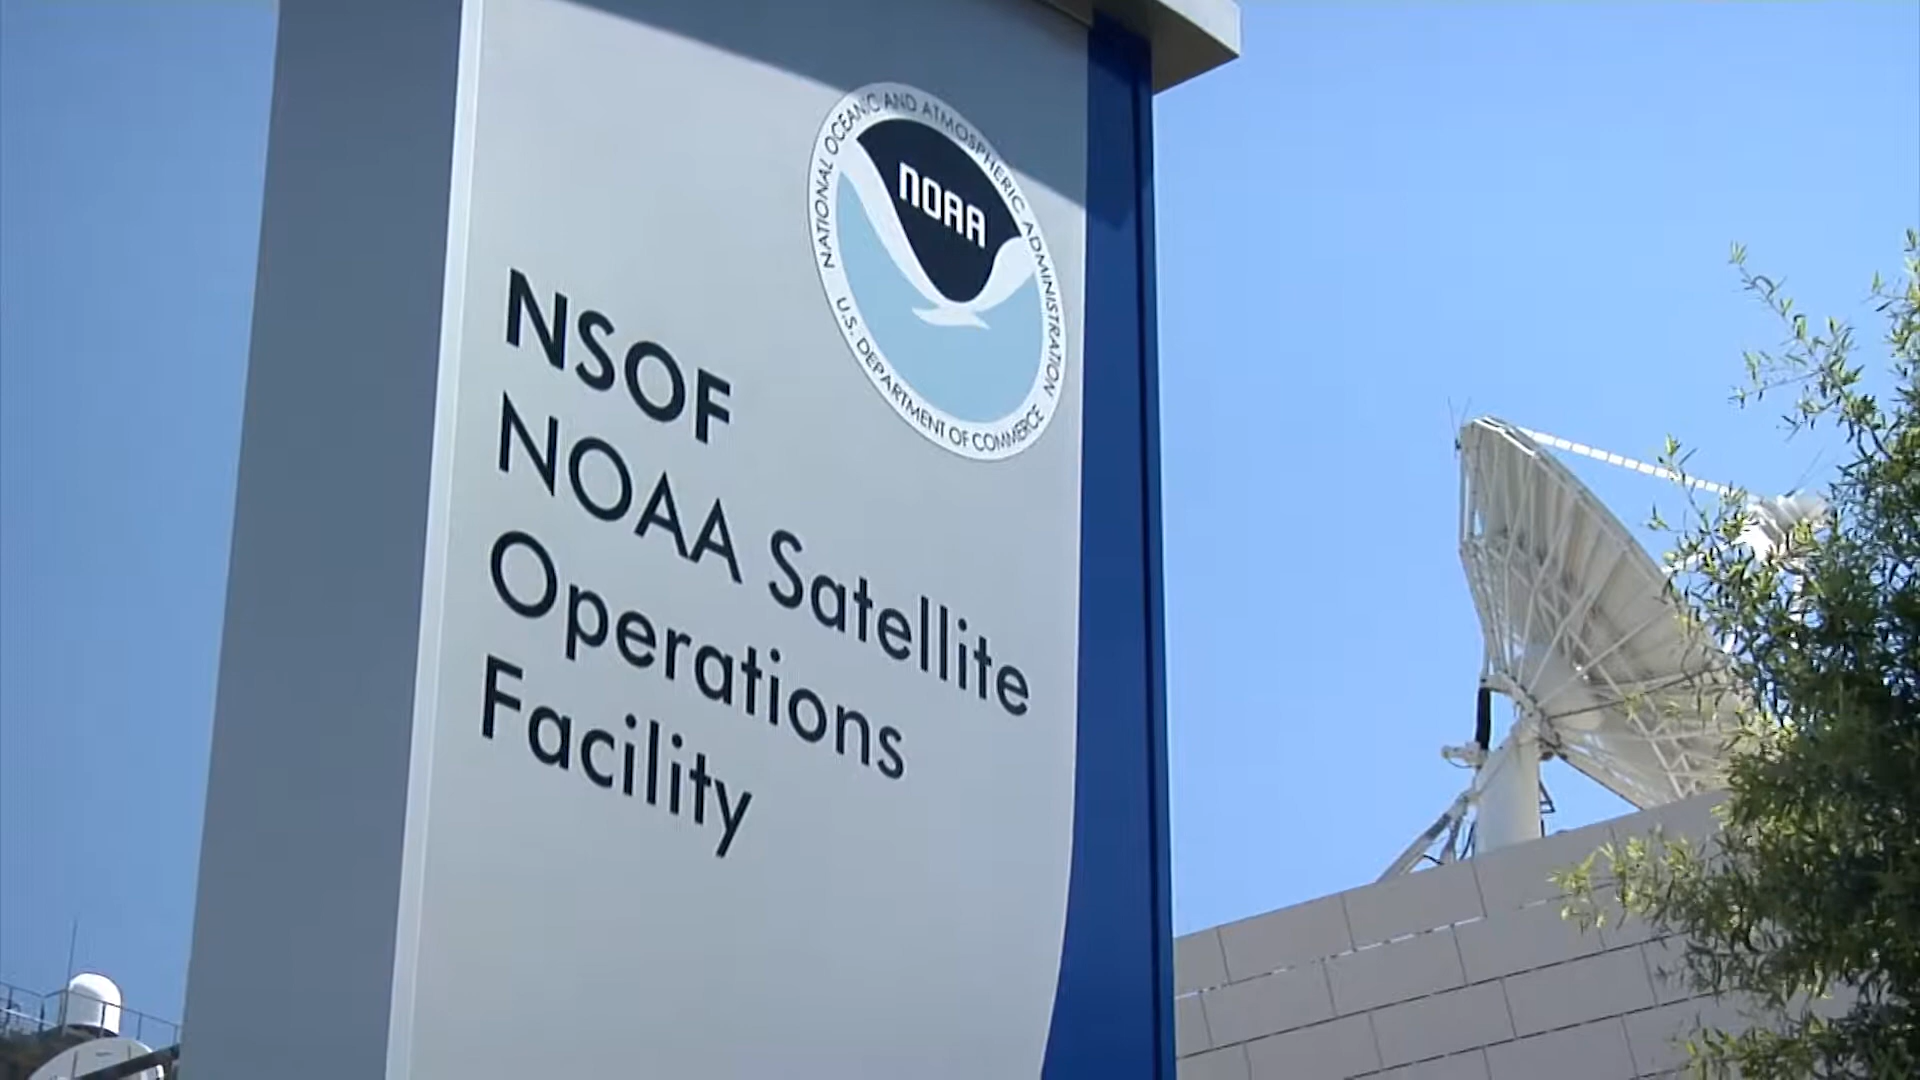 NATIONAL OCEANIC AND ATMOSPHERIC ADMINISTRATION
NOAA
U.S. DEPARTMENT OF COMMERCE
NSOF
NOAA Satellite
Operations
Facility